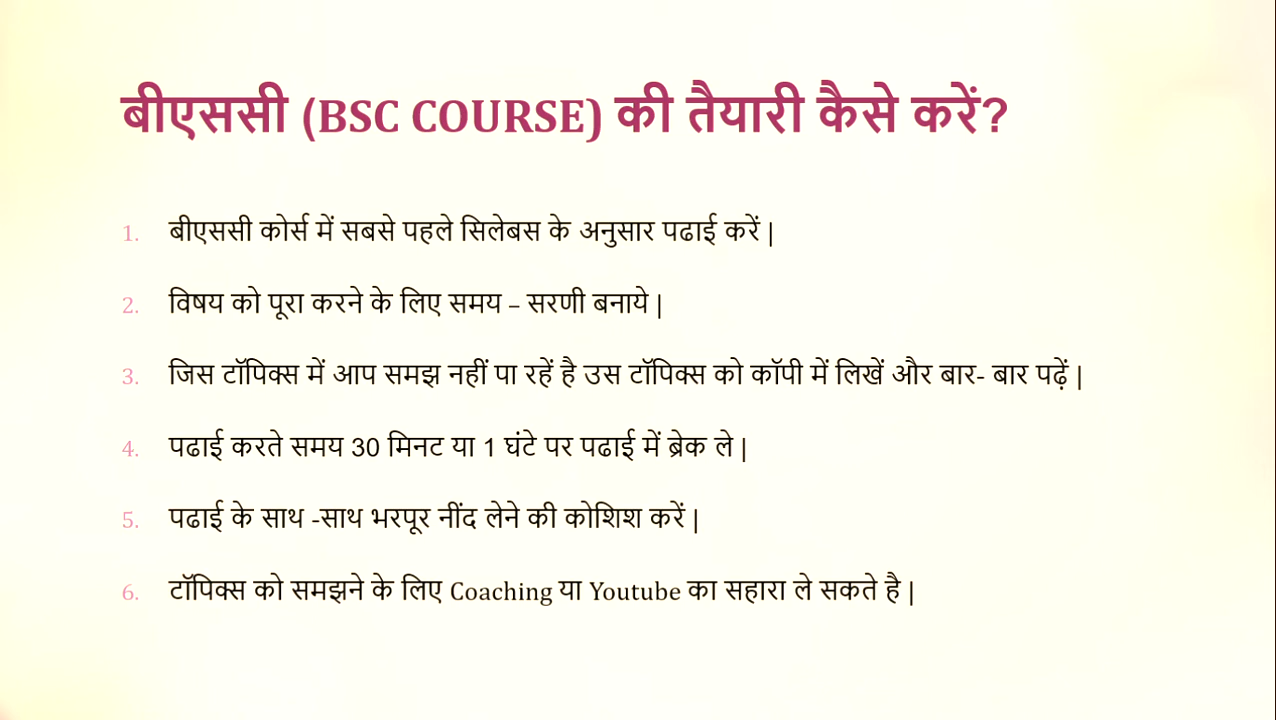 बीएससी (BSC COURSE) की तैयारी कैसे करें?
1. बीएससी कोर्स में सबसे पहले सिलेबस के अनुसार पढाई करें |
2. विषय को पूरा करने के लिए समय – सरणी बनाये |
3. जिस टॉपिक्स में आप समझ नहीं पा रहें है उस टॉपिक्स को कॉपी में लिखें और बार- बार पढ़ें |
4. पढाई करते समय 30 मिनट या 1 घंटे पर पढाई में ब्रेक ले |
5. पढाई के साथ -साथ भरपूर नींद लेने की कोशिश करें |
6. टॉपिक्स को समझने के लिए Coaching या Youtube का सहारा ले सकते है |